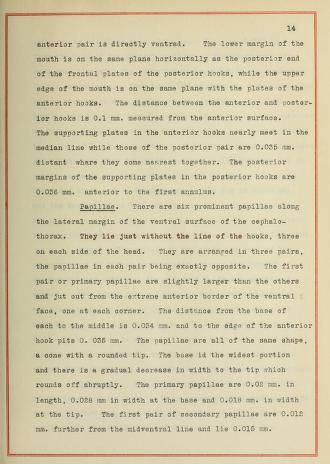 14
anterior pair is directly ventrad. The lower margin of the
mouth is on the same plane horizontally as the posterior end
of the frontal plates of the posterior hooks, while the upper
edge of the mouth is on the same plane with the plates of the
anterior hooks. The distance between the anterior and poster-
ior hooks is 0.1 mm. measured from the anterior surface.
The supporting plates in the anterior hooks nearly meet in the
median line while those of the posterior pair are 0.035 mm.
distant where they come nearest together. The posterior
margins of the supporting plates in the posterior hooks are
0.036 mm. anterior to the first annulus.
Papillae. There are six prominent papillae along
the lateral margin of the ventral surface of the cephalo-
thorax. They lie just without the line of the hooks, three
on each side of the head. They are arranged in three pairs,
the papillae in each pair being exactly opposite. The first
pair or primary papillae are slightly larger than the others
and jut out from the extreme anterior border of the ventral
face, one at each corner. The distance from the base of
each to the middle is 0.034 mm. and to the edge of the anterior
hook pits 0. 035 mm. The papillae are all of the same shape,
a cone with a rounded tip. The base id the widest portion
and there is a gradual decrease in width to the tip which
rounds off abruptly. The primary papillae are 0.02 mm. in
length, 0.028 mm in width at the base and 0.018 mm. in width
at the tip. The first pair of secondary papillae are 0.012
mm. further from the midventral line and lie 0.015 mm.